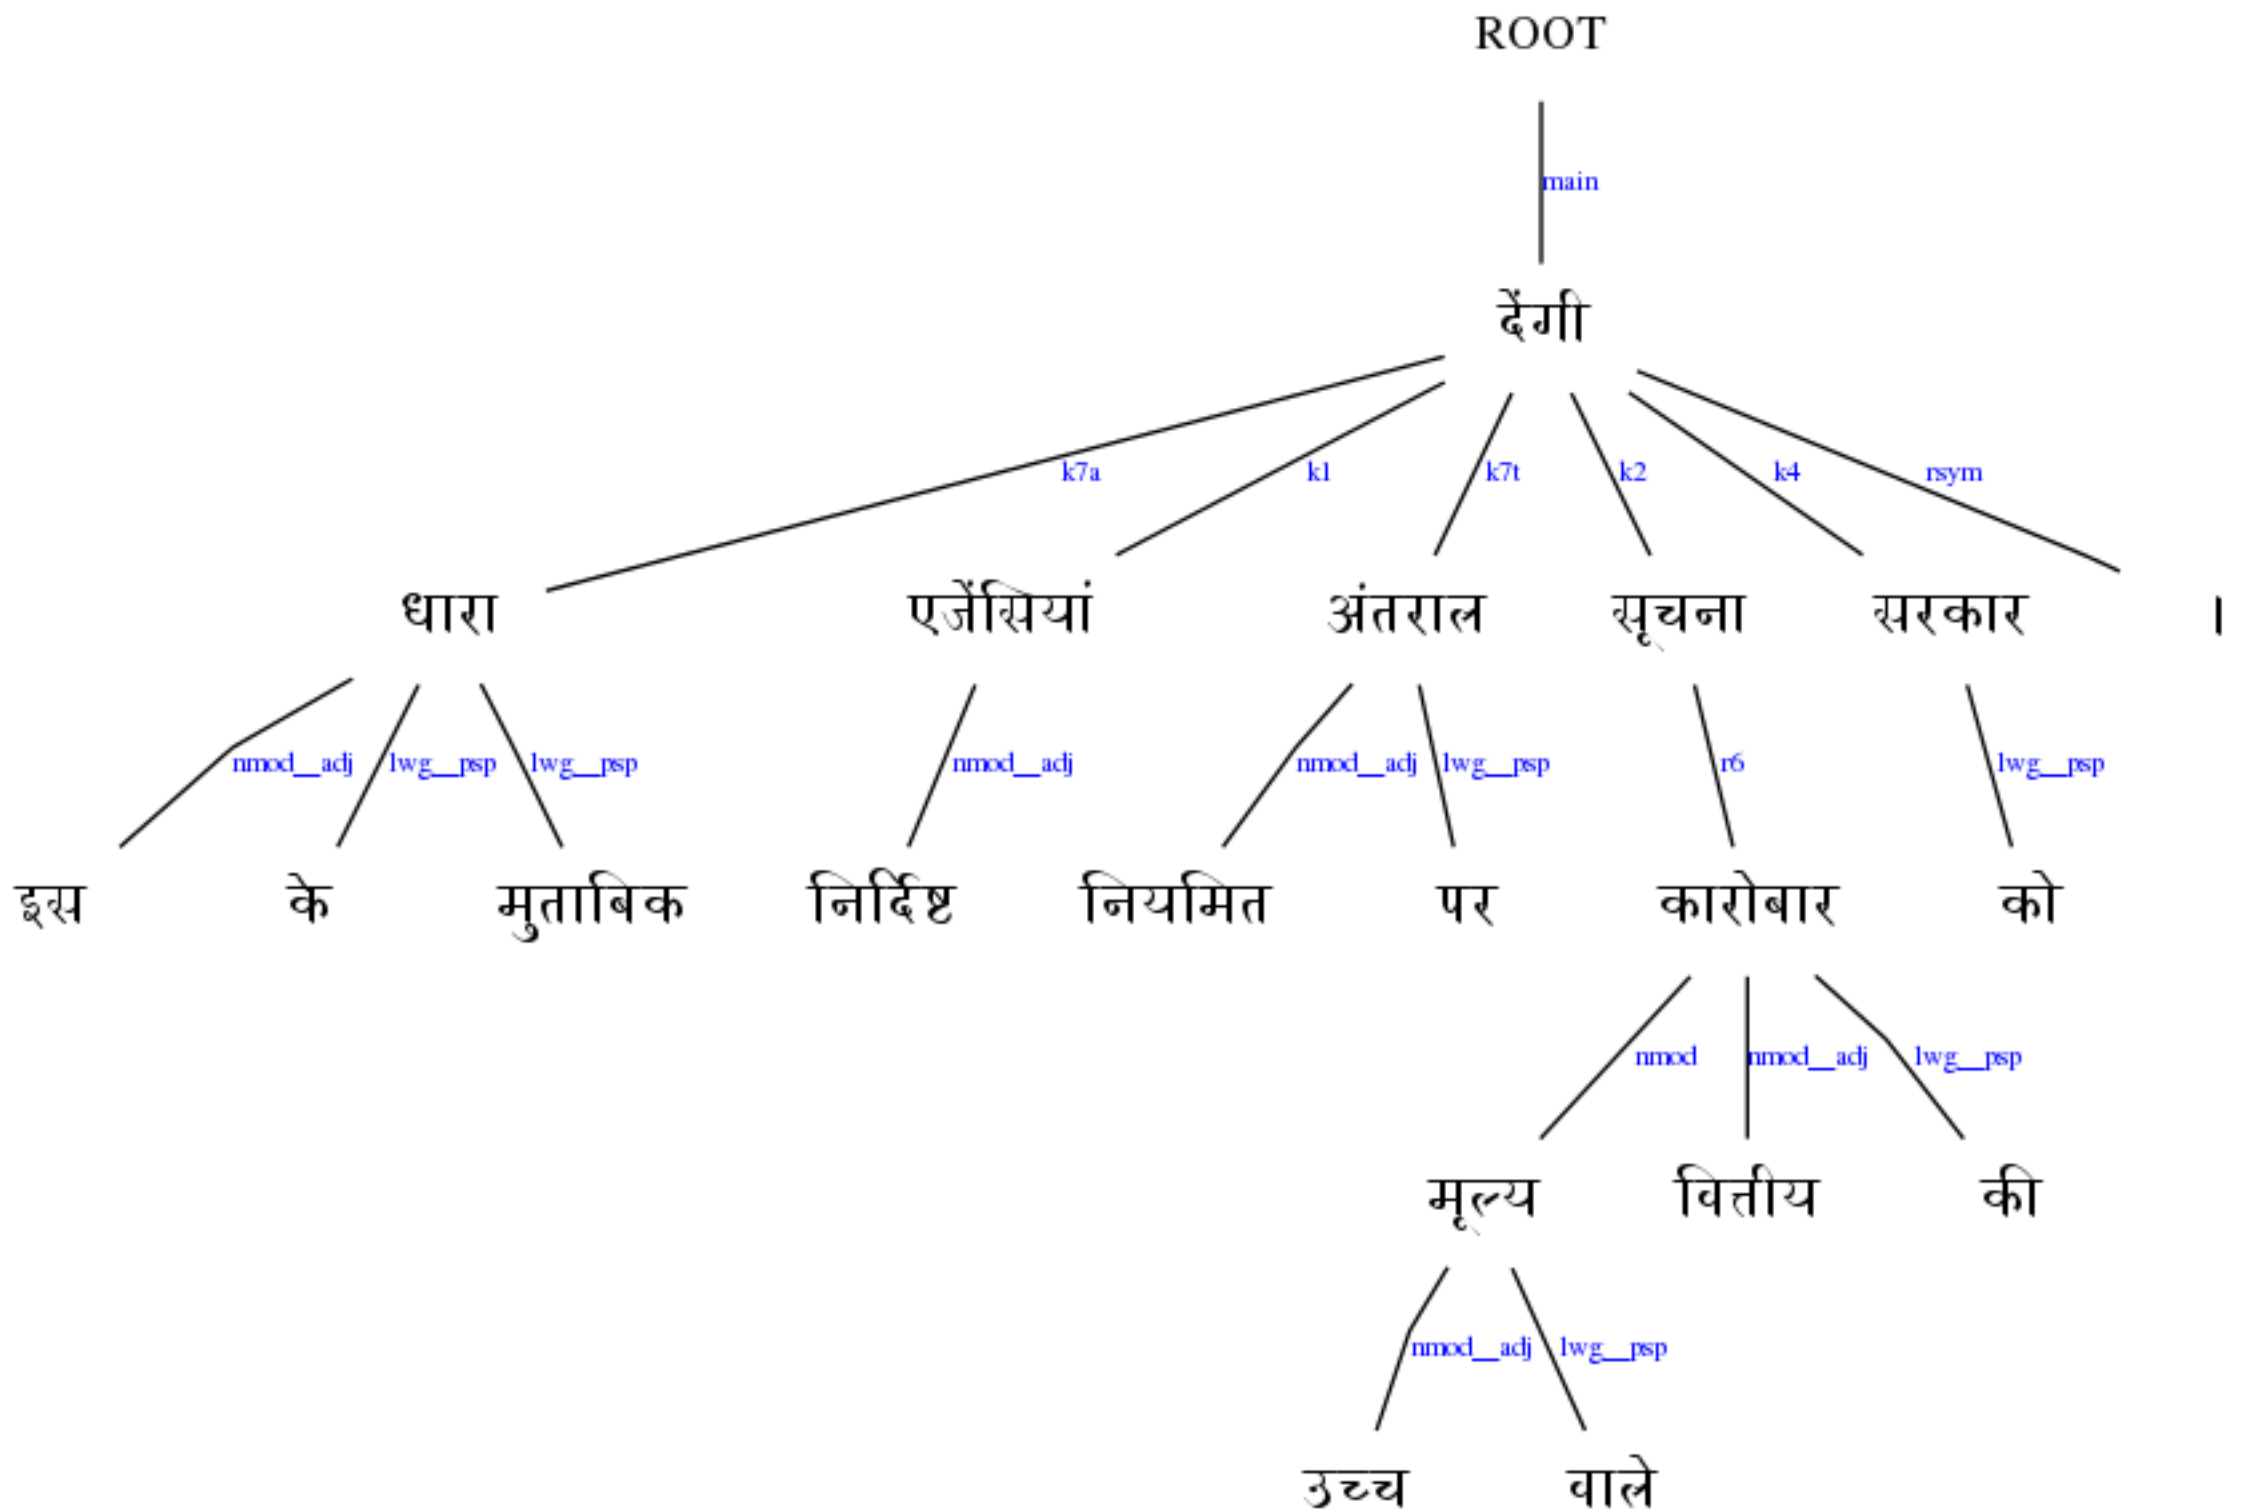 ROOT
main
देंगी
k7a k1 k7t k2 k4 rsym
धारा एजेंसियां अंतराल सूचना सरकार ।
nmod__adj lwg__psp lwg__psp nmod__adj nmod__adj lwg__psp r6 lwg__psp
इस के मुताबिक निर्दिष्ट नियमित पर कारोबार को
nmod nmod__adj lwg__psp
मूल्य वित्तीय की
nmod__adj lwg__psp
उच्च वाले